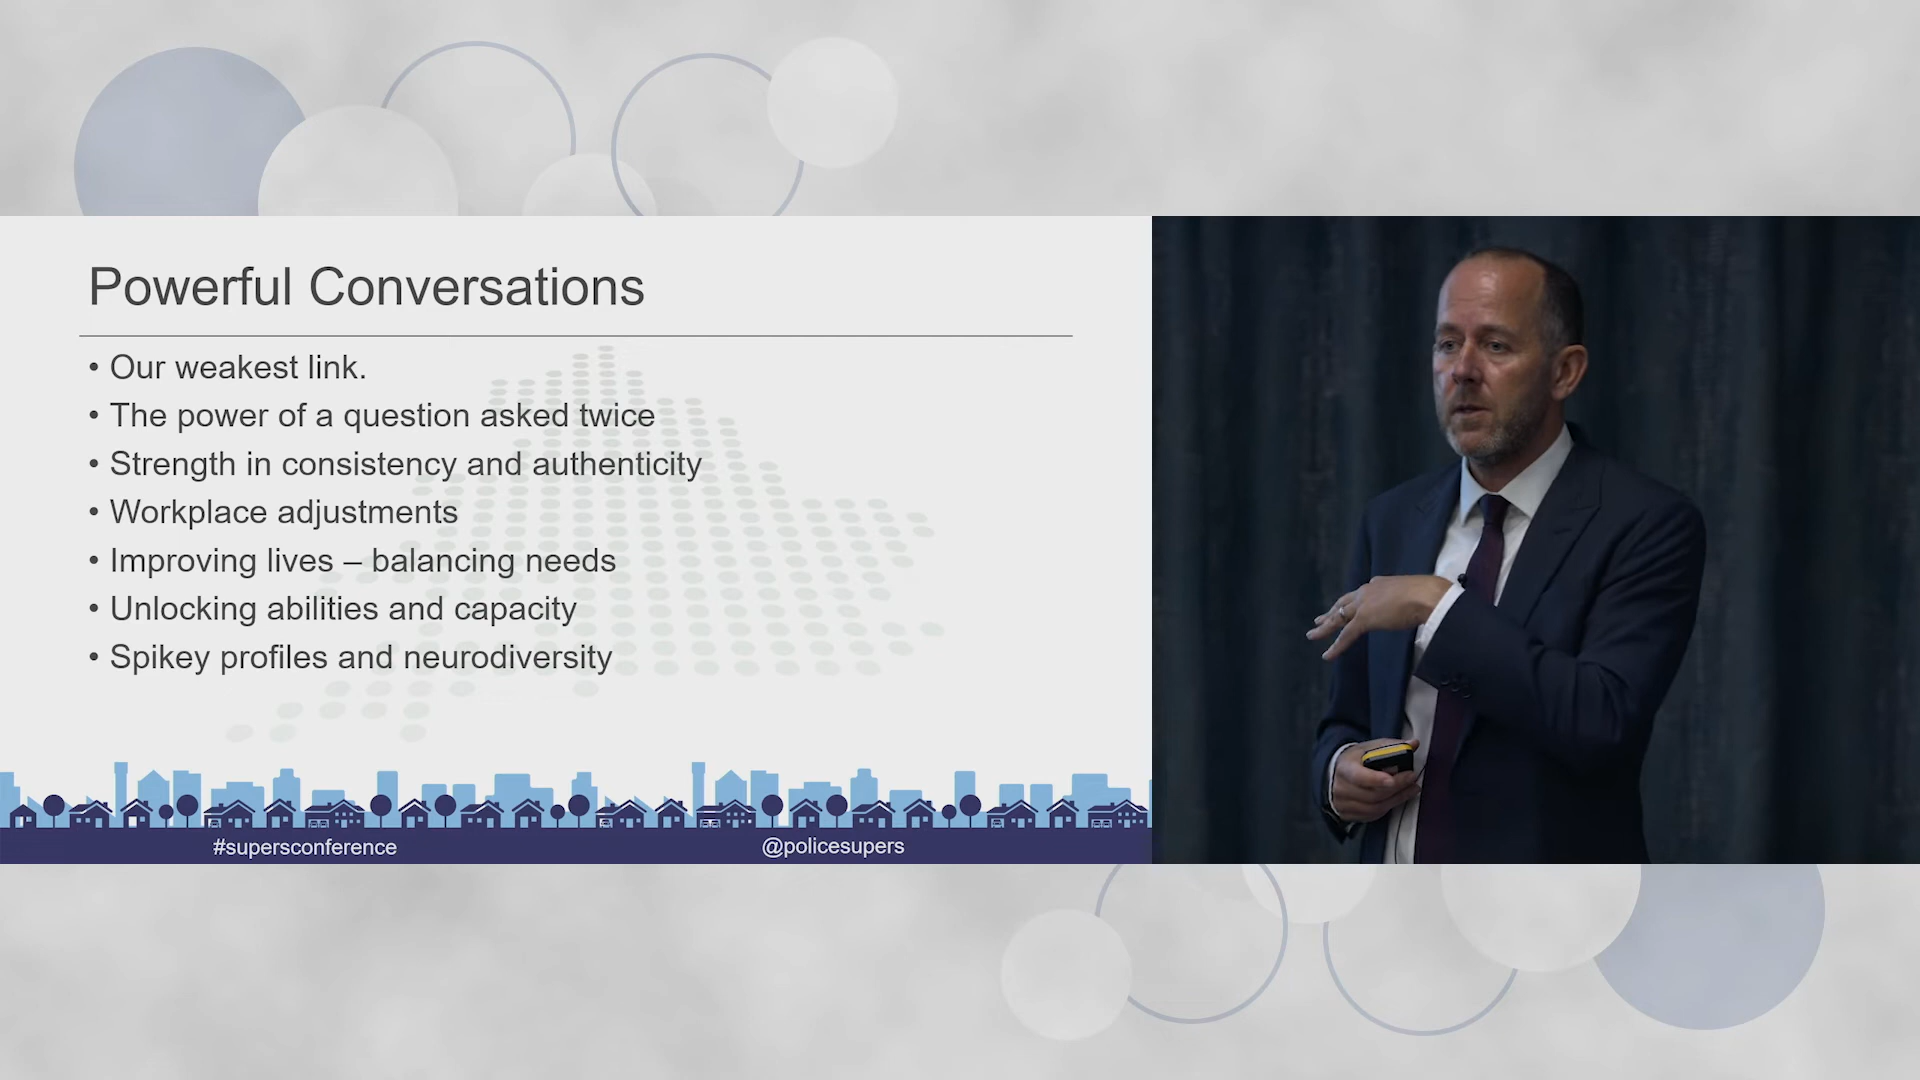 Powerful Conversations
• Our weakest link.
• The power of a question asked twice
• Strength in consistency and authenticity
• Workplace adjustments
• Improving lives – balancing needs
• Unlocking abilities and capacity
• Spikey profiles and neurodiversity
#supersconference
@policesupers